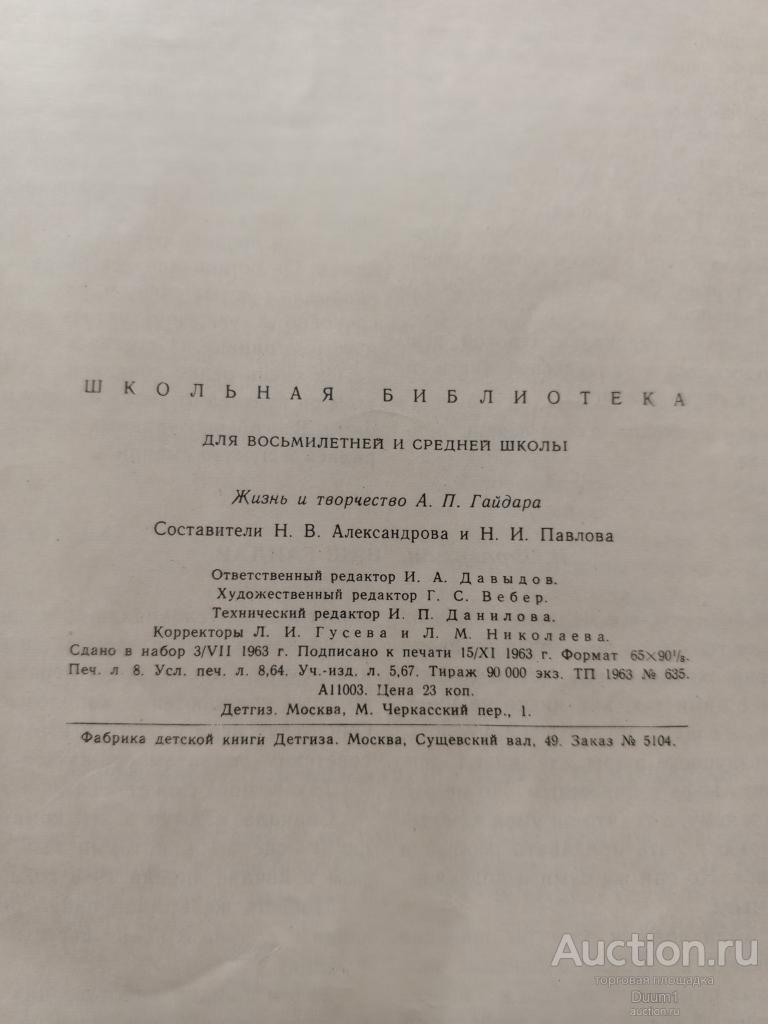 ШКОЛЬНАЯ БИБЛИОТЕКА
ДЛЯ ВОСЬМИЛЕТНЕЙ И СРЕДНЕЙ ШКОЛЫ
Жизнь и творчество А. П. Гайдара
Составители Н. В. Александрова и Н. И. Павлова
Ответственный редактор И. А. Давыдов.
Художественный редактор Г. С. Вебер.
Технический редактор И. П. Данилова.
Корректоры Л. И. Гусева и Л. М. Николаева.
Сдано в набор 3/VII 1963 г. Подписано к печати 15/XI 1963 г. Формат 65×90¹/₈.
Печ. л 8. Усл. печ. л. 8,64. Уч.-изд. л. 5,67. Тираж 90 000 экз. ТП 1963 № 635.
А11003. Цена 23 коп.
Детгиз. Москва, М. Черкасский пер., 1.
Фабрика детской книги Детгиза. Москва, Сущевский вал, 49. Заказ № 5104.
Auction.ru
торговая площадка
Duum1
auction.ru